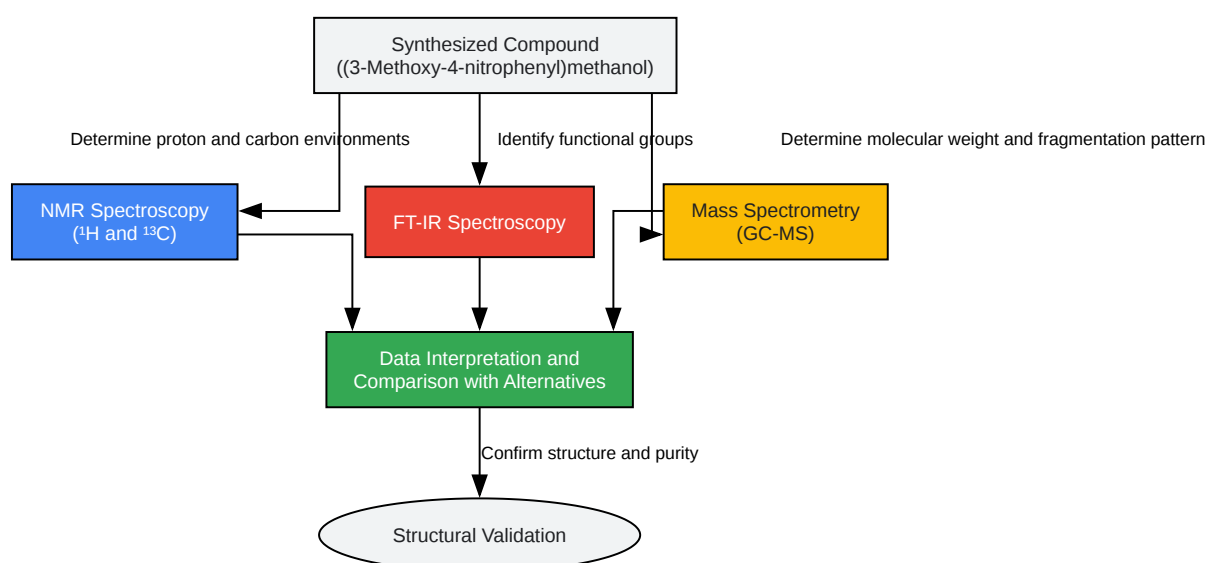 Synthesized Compound
((3-Methoxy-4-nitrophenyl)methanol)
Determine proton and carbon environments
Identify functional groups
Determine molecular weight and fragmentation pattern
NMR Spectroscopy
(¹H and ¹³C)
FT-IR Spectroscopy
Mass Spectrometry
(GC-MS)
Data Interpretation and
Comparison with Alternatives
Confirm structure and purity
Structural Validation